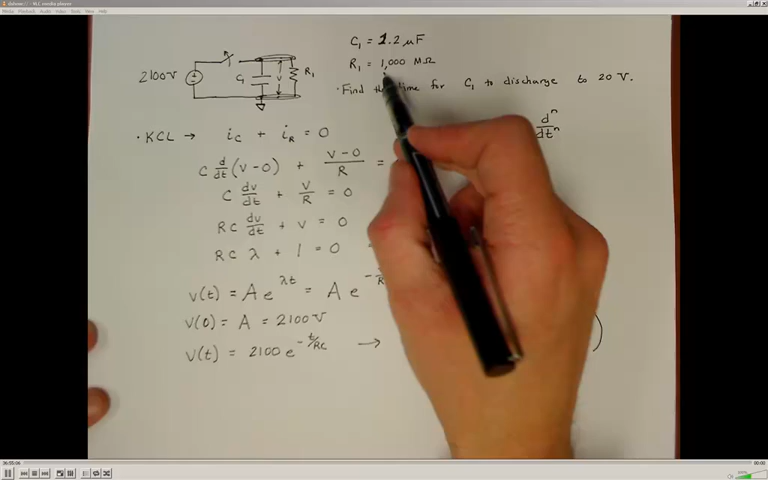 C₁ = 1.2 μF
R₁ = 1,000 MΩ
· Find the time for C₁ to discharge to 20 V.
2100V
C₁
V
R₁
· KCL → i_C + i_R = 0
dⁿ/dtⁿ
C d/dt (V-0) + (V-0)/R =
C dv/dt + V/R = 0
RC dv/dt + v = 0
RC λ + 1 = 0
v(t) = A e^λt = A e^-
v(0) = A = 2100 V
v(t) = 2100 e^-t/RC →